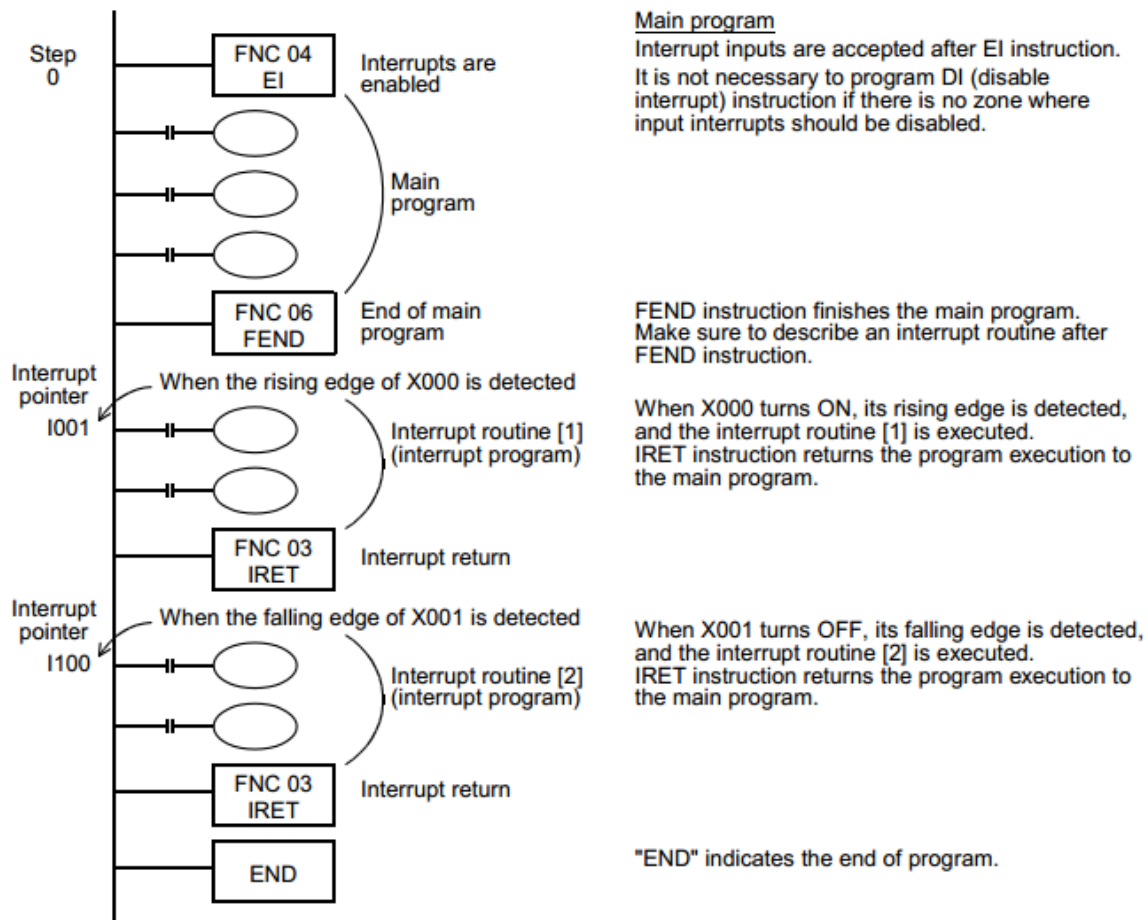 Main program
Step
0
FNC 04
EI
Interrupts are
enabled
Interrupt inputs are accepted after EI instruction.
It is not necessary to program DI (disable
interrupt) instruction if there is no zone where
input interrupts should be disabled.
Main
program
FNC 06
FEND
End of main
program
FEND instruction finishes the main program.
Make sure to describe an interrupt routine after
FEND instruction.
Interrupt
pointer
I001
When the rising edge of X000 is detected
Interrupt routine [1]
(interrupt program)
When X000 turns ON, its rising edge is detected,
and the interrupt routine [1] is executed.
IRET instruction returns the program execution to
the main program.
FNC 03
IRET
Interrupt return
Interrupt
pointer
I100
When the falling edge of X001 is detected
Interrupt routine [2]
(interrupt program)
When X001 turns OFF, its falling edge is detected,
and the interrupt routine [2] is executed.
IRET instruction returns the program execution to
the main program.
FNC 03
IRET
Interrupt return
END
"END" indicates the end of program.